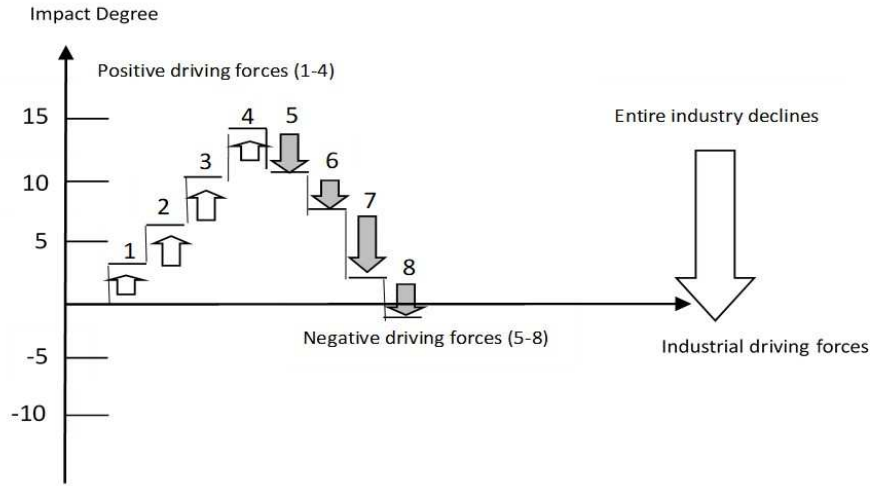 Impact Degree
Positive driving forces (1-4)
15
4
5
Entire industry declines
3
6
10
2
7
5
1
8
Negative driving forces (5-8)
Industrial driving forces
-5
-10